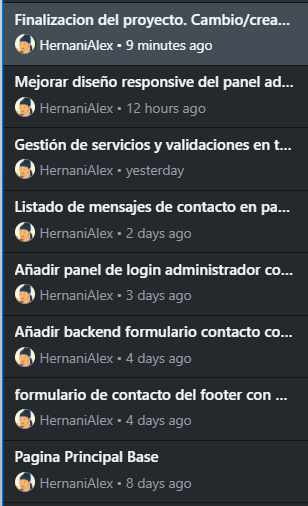 Finalizacion del proyecto. Cambio/crea...
HernaniAlex • 9 minutes ago
Mejorar diseño responsive del panel ad...
HernaniAlex • 12 hours ago
Gestión de servicios y validaciones en t...
HernaniAlex • yesterday
Listado de mensajes de contacto en pa...
HernaniAlex • 2 days ago
Añadir panel de login administrador co...
HernaniAlex • 3 days ago
Añadir backend formulario contacto co...
HernaniAlex • 4 days ago
formulario de contacto del footer con ...
HernaniAlex • 4 days ago
Pagina Principal Base
HernaniAlex • 8 days ago